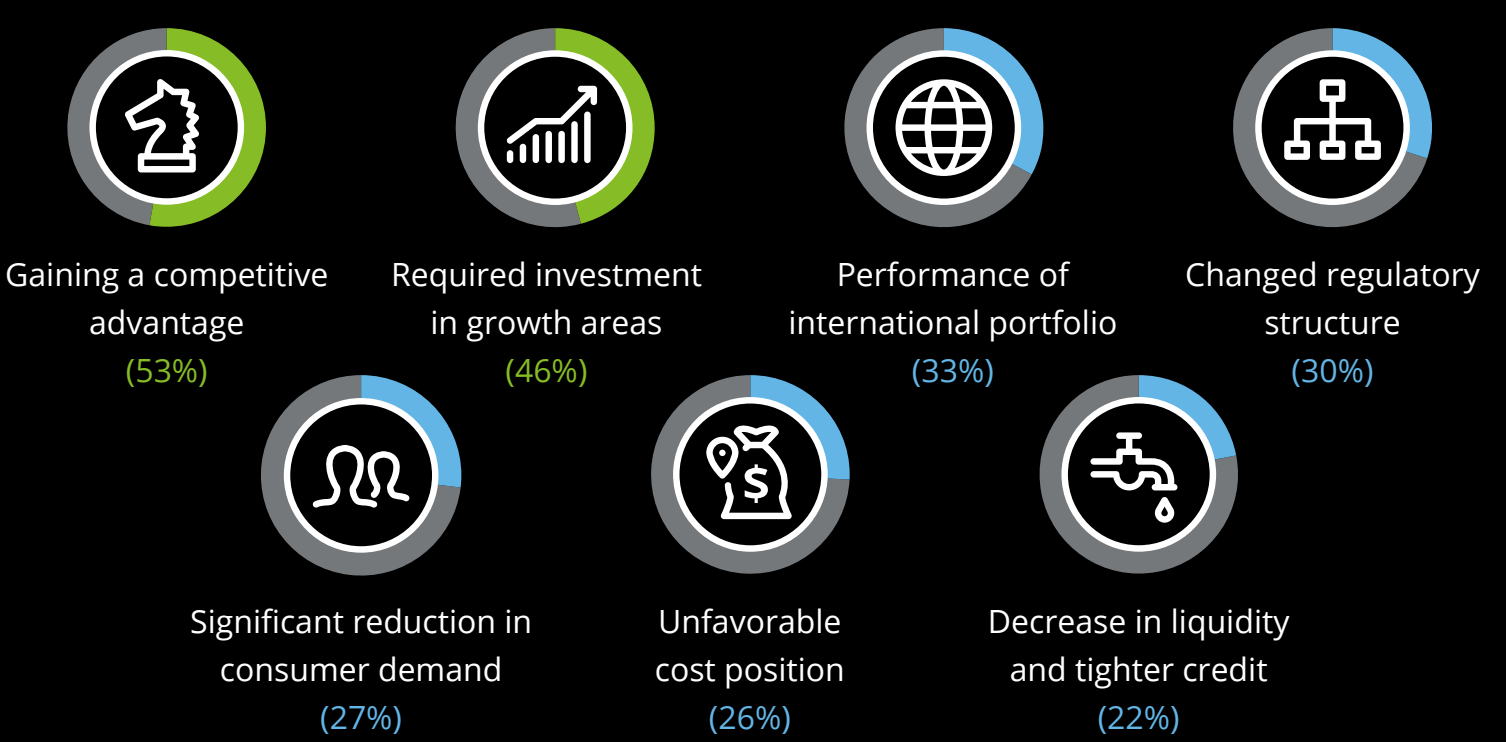 Gaining a competitive
advantage
(53%)
Required investment
in growth areas
(46%)
Performance of
international portfolio
(33%)
Changed regulatory
structure
(30%)
Significant reduction in
consumer demand
(27%)
$
Unfavorable
cost position
(26%)
Decrease in liquidity
and tighter credit
(22%)